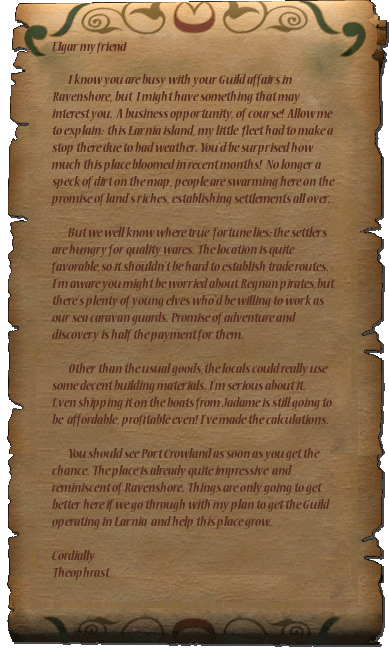 Elgar my friend
I know you are busy with your Guild affairs in
Ravenshore, but I might have something that may
interest you. A business opportunity, of course! Allow me
to explain: this Larnia island, my little fleet had to make a
stop there due to bad weather. You'd be surprised how
much this place bloomed in recent months! No longer a
speck of dirt on the map, people are swarming here on the
promise of land's riches, establishing settlements all over.
But we well know where true fortune lies: the settlers
are hungry for quality wares. The location is quite
favorable, so it shouldn't be hard to establish trade routes.
I'm aware you might be worried about Regnan pirates, but
there's plenty of young elves who'd be willing to work as
our sea caravan guards. Promise of adventure and
discovery is half the payment for them.
Other than the usual goods, the locals could really use
some decent building materials. I'm serious about it.
Even shipping it on the boats from Jadame is still going to
be affordable, profitable even! I've made the calculations.
You should see Port Crowland as soon as you get the
chance. The place is already quite impressive and
reminiscent of Ravenshore. Things are only going to get
better here if we go through with my plan to get the Guild
operating in Larnia and help this place grow.
Cordially
Theophrast